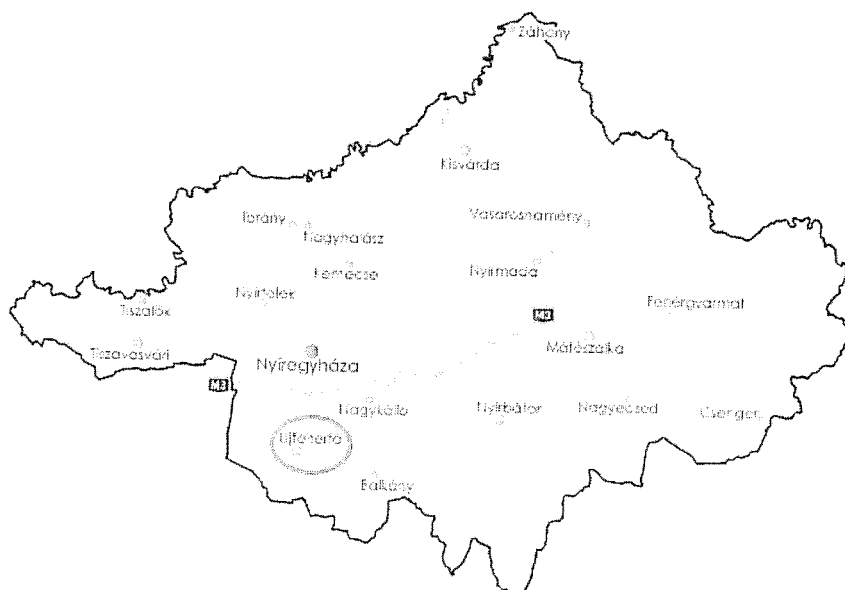 Záhony
Kisvárda
Ibrány
Vásárosnamény
Nagyhalász
Kemecse
Nyírmada
Nyírtelek
Tiszalök
Fehérgyarmat
M3
Tiszavasvári
Mátészalka
Nyíregyháza
M3
Nagykálló
Nyírbátor
Nagyecsed
Csenger
Újfehértó
Balkány